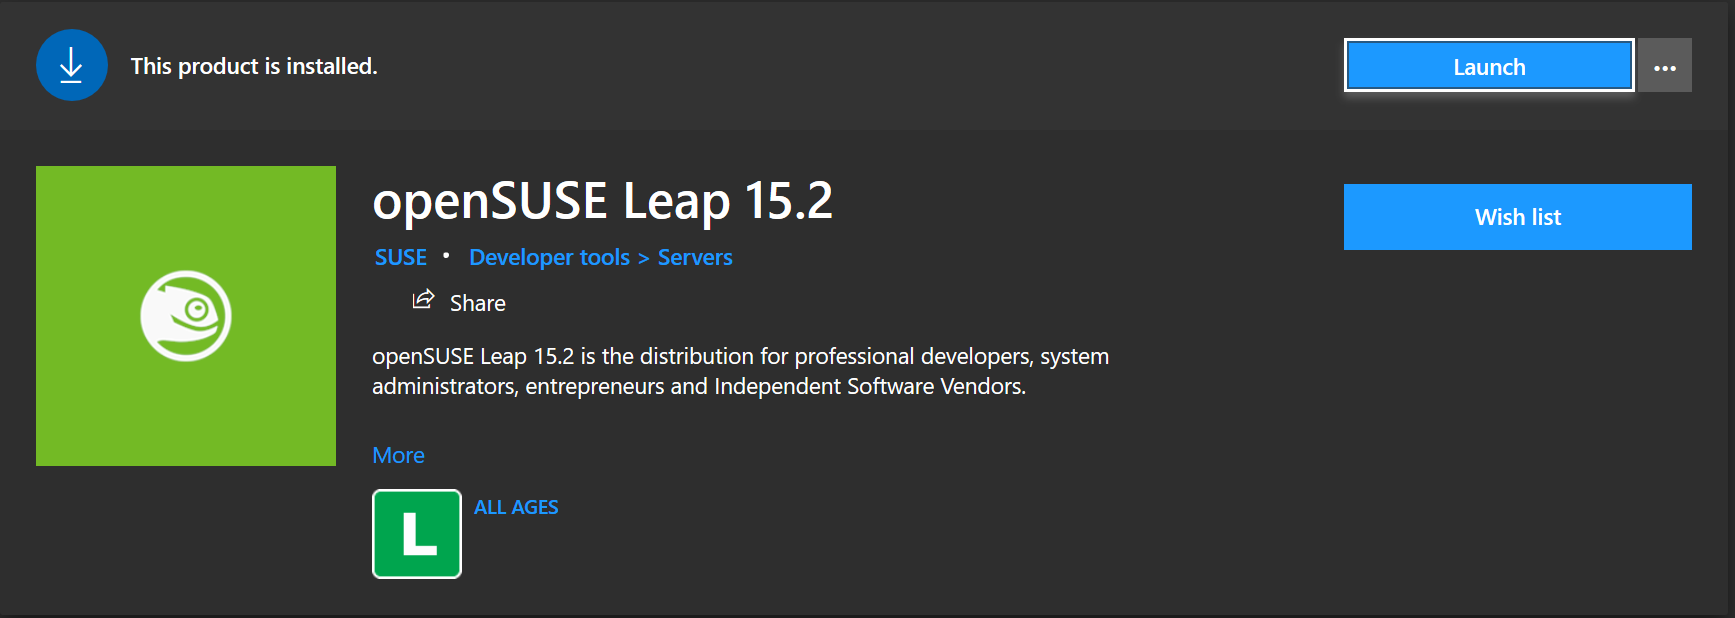 This product is installed.
Launch
...
openSUSE Leap 15.2
SUSE • Developer tools > Servers
Wish list
Share
openSUSE Leap 15.2 is the distribution for professional developers, system
administrators, entrepreneurs and Independent Software Vendors.
More
L
ALL AGES